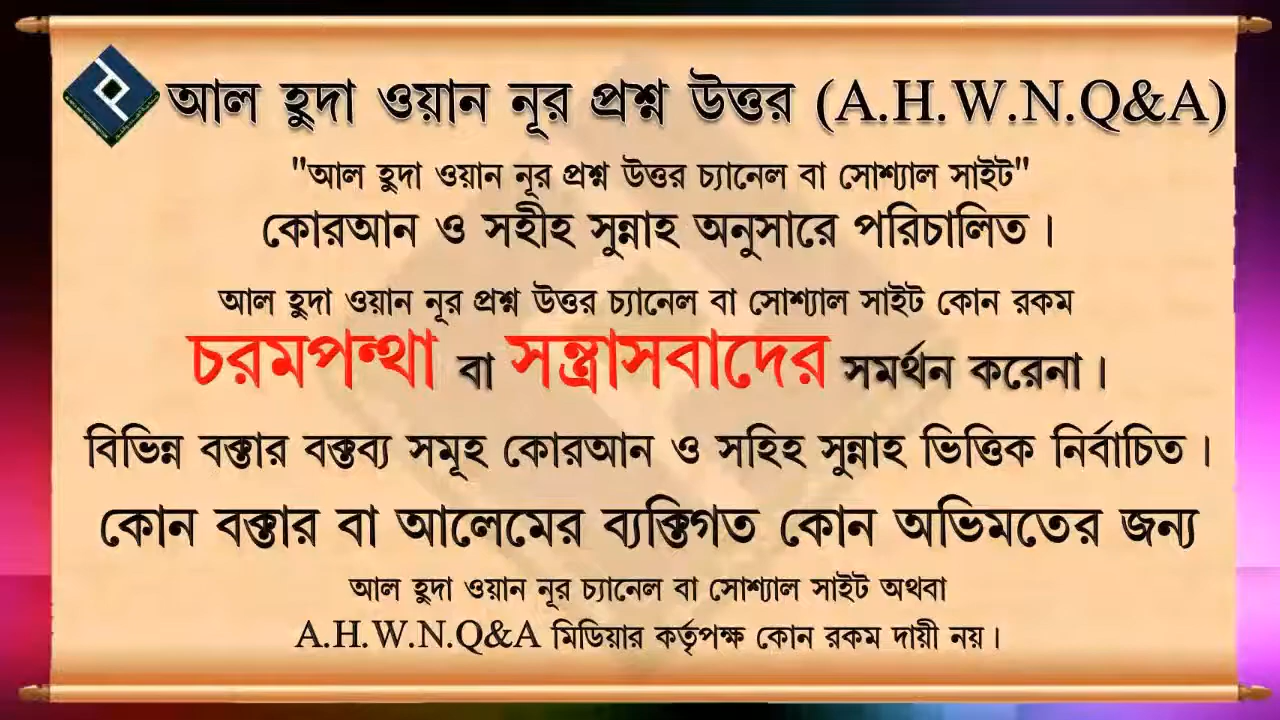 আল হুদা ওয়ান নূর প্রশ্ন উত্তর (A.H.W.N.Q&A)
"আল হুদা ওয়ান নূর প্রশ্ন উত্তর চ্যানেল বা সোশ্যাল সাইট"
কোরআন ও সহীহ সুন্নাহ অনুসারে পরিচালিত।
আল হুদা ওয়ান নূর প্রশ্ন উত্তর চ্যানেল বা সোশ্যাল সাইট কোন রকম
চরমপন্থা বা সন্ত্রাসবাদের সমর্থন করেনা।
বিভিন্ন বক্তার বক্তব্য সমূহ কোরআন ও সহিহ সুন্নাহ ভিত্তিক নির্বাচিত।
কোন বক্তার বা আলেমের ব্যক্তিগত কোন অভিমতের জন্য
আল হুদা ওয়ান নূর চ্যানেল বা সোশ্যাল সাইট অথবা
A.H.W.N.Q&A মিডিয়ার কর্তৃপক্ষ কোন রকম দায়ী নয়।